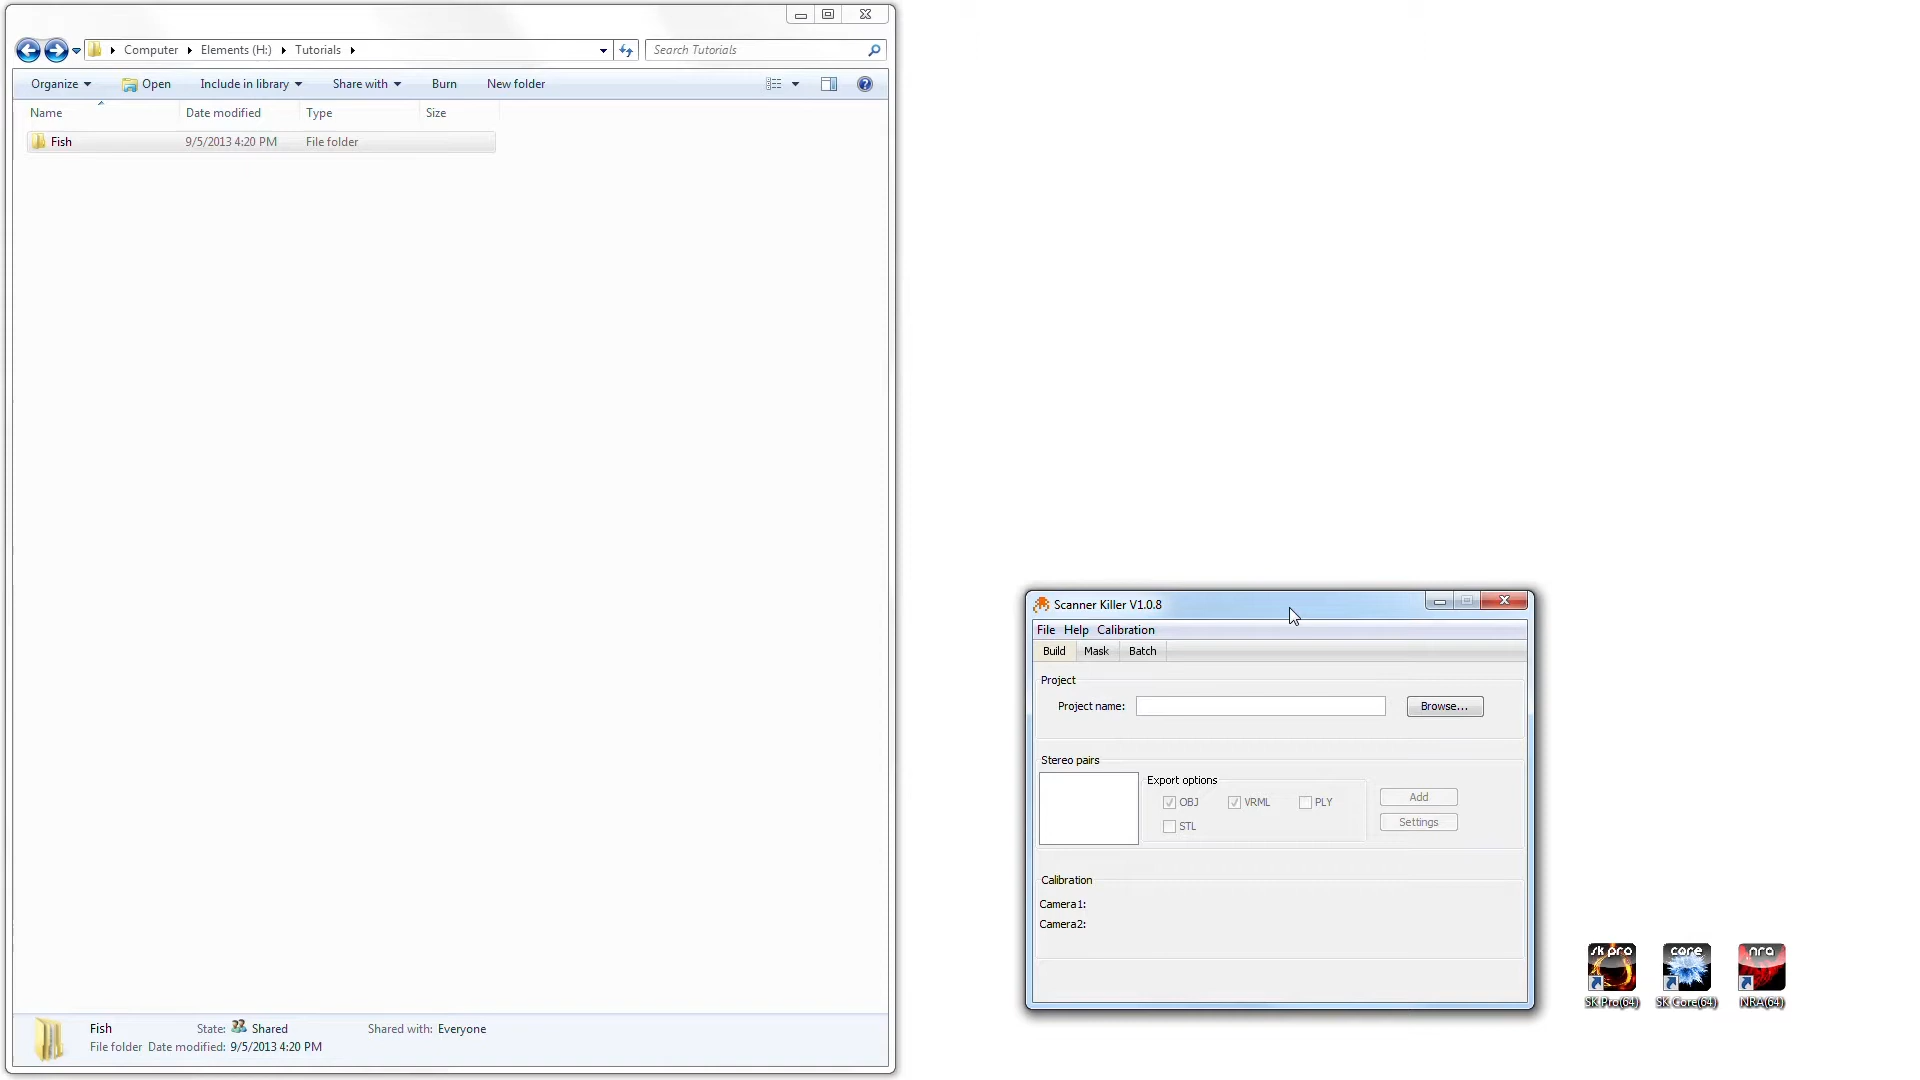 Computer Elements (H:) Tutorials
Search Tutorials
Organize Open Include in library Share with Burn New folder
Name Date modified Type Size
Fish 9/5/2013 4:20 PM File folder
Fish State: Shared Shared with: Everyone
File folder Date modified: 9/5/2013 4:20 PM
Scanner Killer V1.0.8
File Help Calibration
Build Mask Batch
Project
Project name: Browse...
Stereo pairs
Export options
OBJ VRML PLY
STL
Add
Settings
Calibration
Camera1:
Camera2:
sk pro core nra
SK Pro(64) SK Core(64) NRA(64)